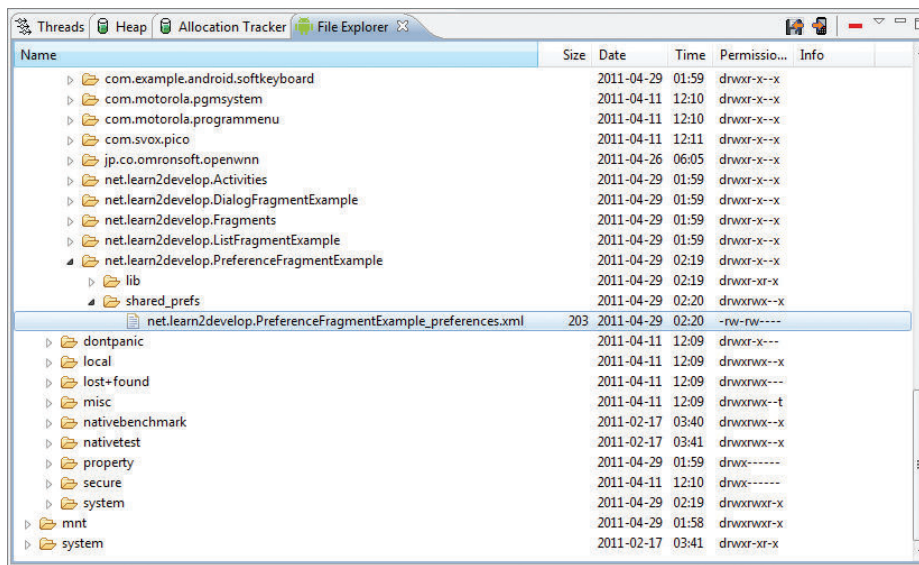 Threads Heap Allocation Tracker File Explorer
Name Size Date Time Permissio... Info
com.example.android.softkeyboard 2011-04-29 01:59 drwxr-x--x
com.motorola.pgmsystem 2011-04-11 12:10 drwxr-x--x
com.motorola.programmenu 2011-04-11 12:10 drwxr-x--x
com.svox.pico 2011-04-11 12:11 drwxr-x--x
jp.co.omronsoft.openwnn 2011-04-26 06:05 drwxr-x--x
net.learn2develop.Activities 2011-04-29 01:59 drwxr-x--x
net.learn2develop.DialogFragmentExample 2011-04-29 01:59 drwxr-x--x
net.learn2develop.Fragments 2011-04-29 01:59 drwxr-x--x
net.learn2develop.ListFragmentExample 2011-04-29 01:59 drwxr-x--x
net.learn2develop.PreferenceFragmentExample 2011-04-29 02:19 drwxr-x--x
lib 2011-04-29 02:19 drwxr-xr-x
shared_prefs 2011-04-29 02:20 drwxrwx--x
net.learn2develop.PreferenceFragmentExample_preferences.xml 203 2011-04-29 02:20 -rw-rw----
dontpanic 2011-04-11 12:09 drwxr-x---
local 2011-04-11 12:09 drwxrwx--x
lost+found 2011-04-11 12:09 drwxrwx---
misc 2011-04-11 12:09 drwxrwx--t
nativebenchmark 2011-02-17 03:40 drwxrwx--x
nativetest 2011-02-17 03:41 drwxrwx--x
property 2011-04-29 01:59 drwx------
secure 2011-04-11 12:10 drwx------
system 2011-04-29 02:19 drwxrwxr-x
mnt 2011-04-29 01:58 drwxrwxr-x
system 2011-02-17 03:41 drwxr-xr-x